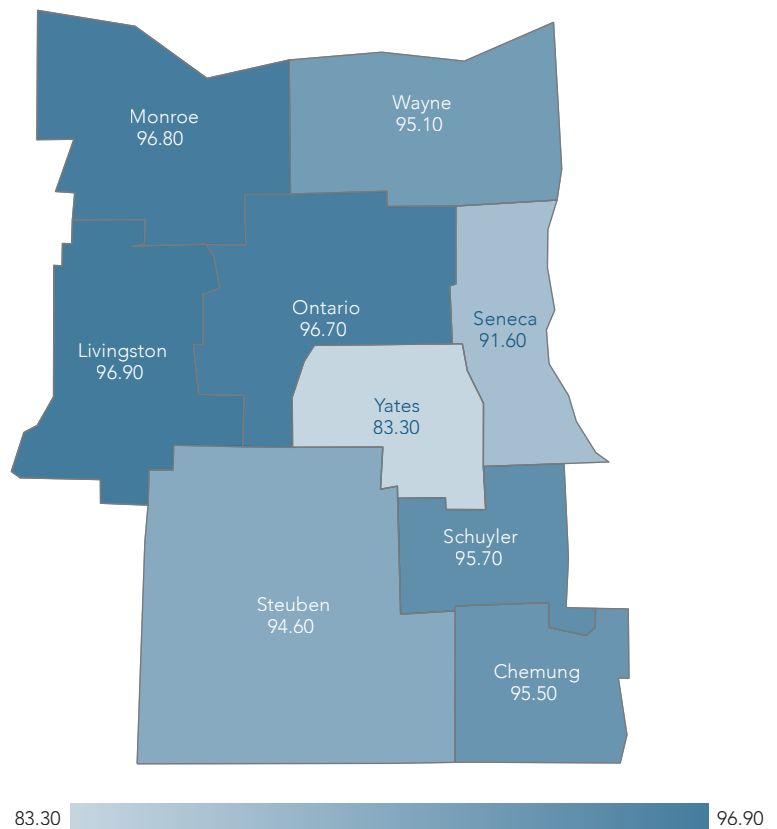 Monroe
96.80
Wayne
95.10
Ontario
96.70
Seneca
91.60
Livingston
96.90
Yates
83.30
Schuyler
95.70
Steuben
94.60
Chemung
95.50
83.30
96.90